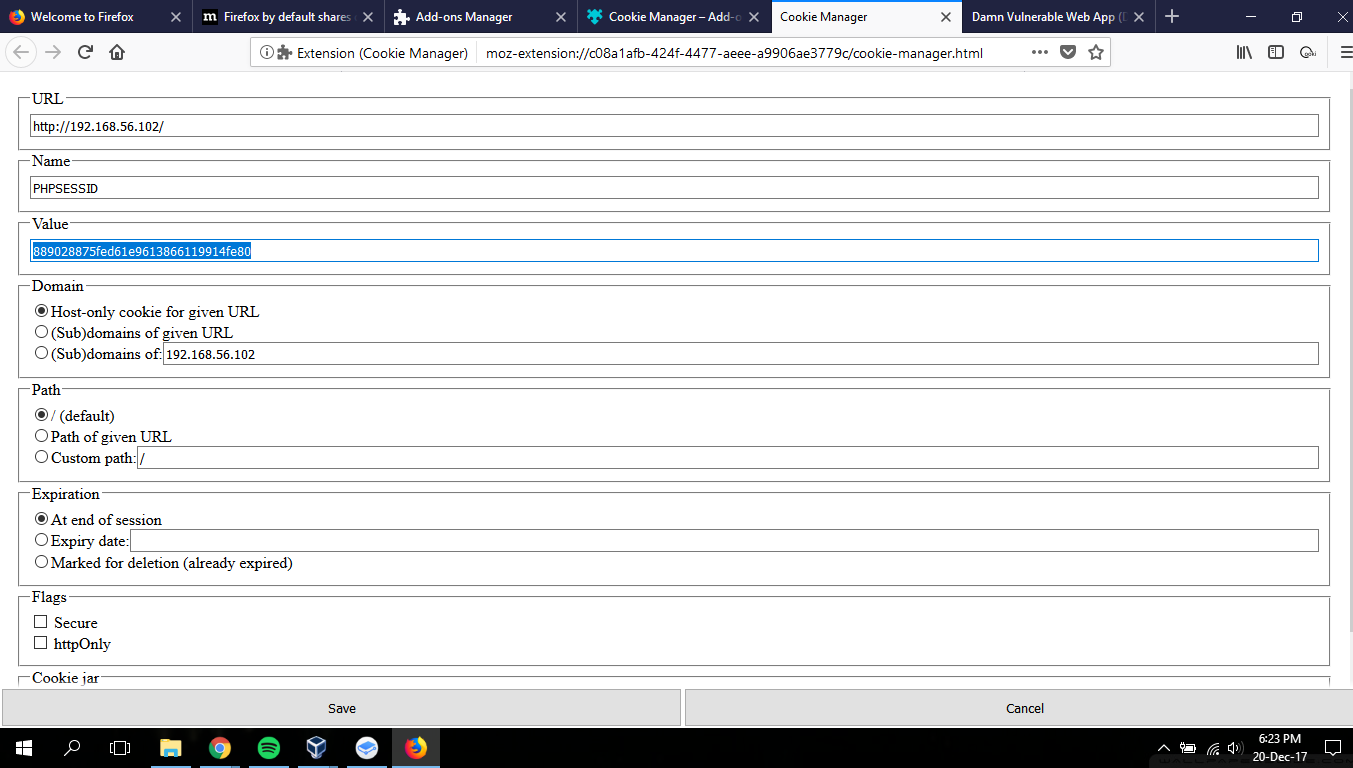 Welcome to Firefox
Firefox by default shares
Add-ons Manager
Cookie Manager – Add-o
Cookie Manager
Damn Vulnerable Web App (D
Extension (Cookie Manager)
moz-extension://c08a1afb-424f-4477-aeee-a9906ae3779c/cookie-manager.html
URL
http://192.168.56.102/
Name
PHPSESSID
Value
889028875fed61e9613866119914fe80
Domain
Host-only cookie for given URL
(Sub)domains of given URL
(Sub)domains of: 192.168.56.102
Path
/ (default)
Path of given URL
Custom path: /
Expiration
At end of session
Expiry date:
Marked for deletion (already expired)
Flags
Secure
httpOnly
Cookie jar
Save
Cancel
6:23 PM
20-Dec-17